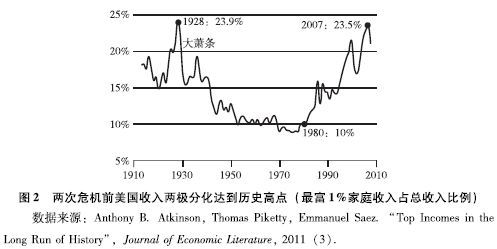 25%
1928：23.9%
2007：23.5%
大萧条
20%
15%
10%
1980：10%
5%
1910 1920 1930 1940 1950 1960 1970 1980 1990 2000 2010
图 2 两次危机前美国收入两极分化达到历史高点（最富 1% 家庭收入占总收入比例）
数据来源：Anthony B. Atkinson, Thomas Piketty, Emmanuel Saez. “Top Incomes in the
Long Run of History”, Journal of Economic Literature, 2011 (3).